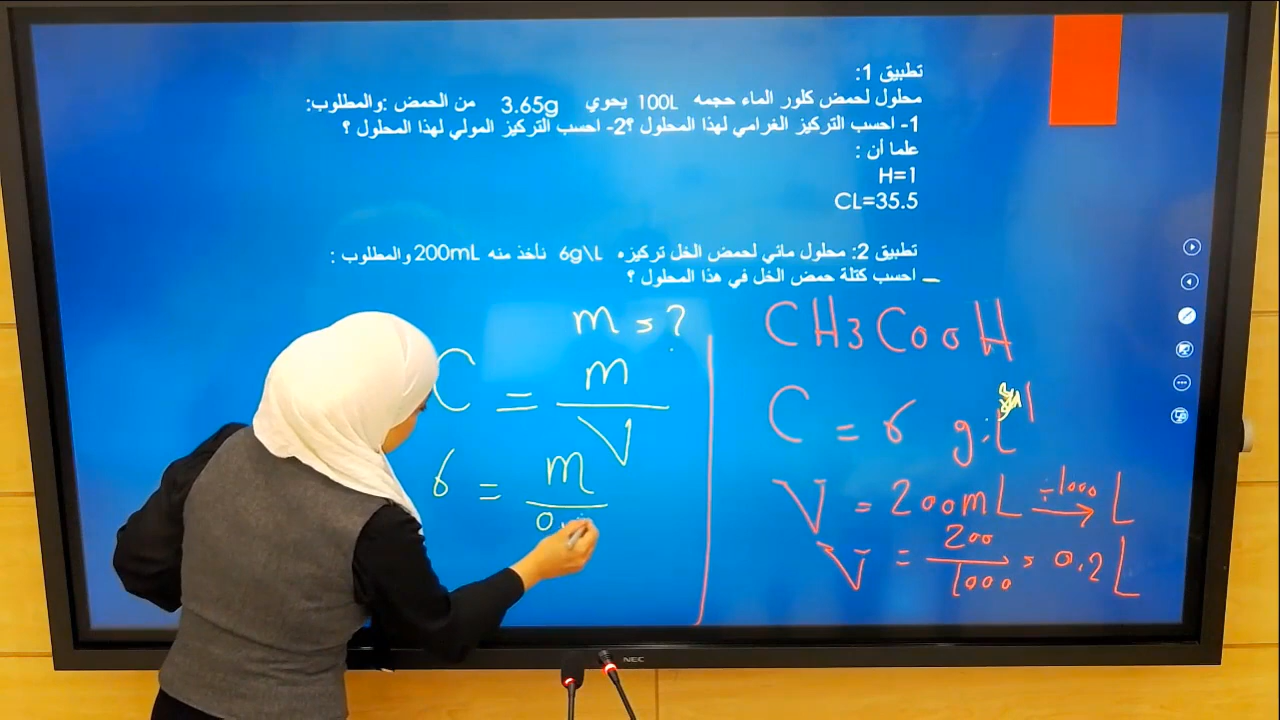 تطبيق 1:
محلول لحمض كلور الماء حجمه 100L يحوي 3.65g من الحمض :والمطلوب:
1- احسب التركيز الغرامي لهذا المحلول ؟2- احسب التركيز المولي لهذا المحلول ؟
علما أن :
H=1
CL=35.5
تطبيق 2: محلول مائي لحمض الخل تركيزه 6g\L نأخذ منه 200mL والمطلوب :
_ احسب كتلة حمض الخل في هذا المحلول ؟
m = ?
C = m / V
6 = m / 0.
CH3COOH
C = 6 g.L
V = 200mL ÷1000 → L
V = 200 / 1000 = 0.2 L
NEC